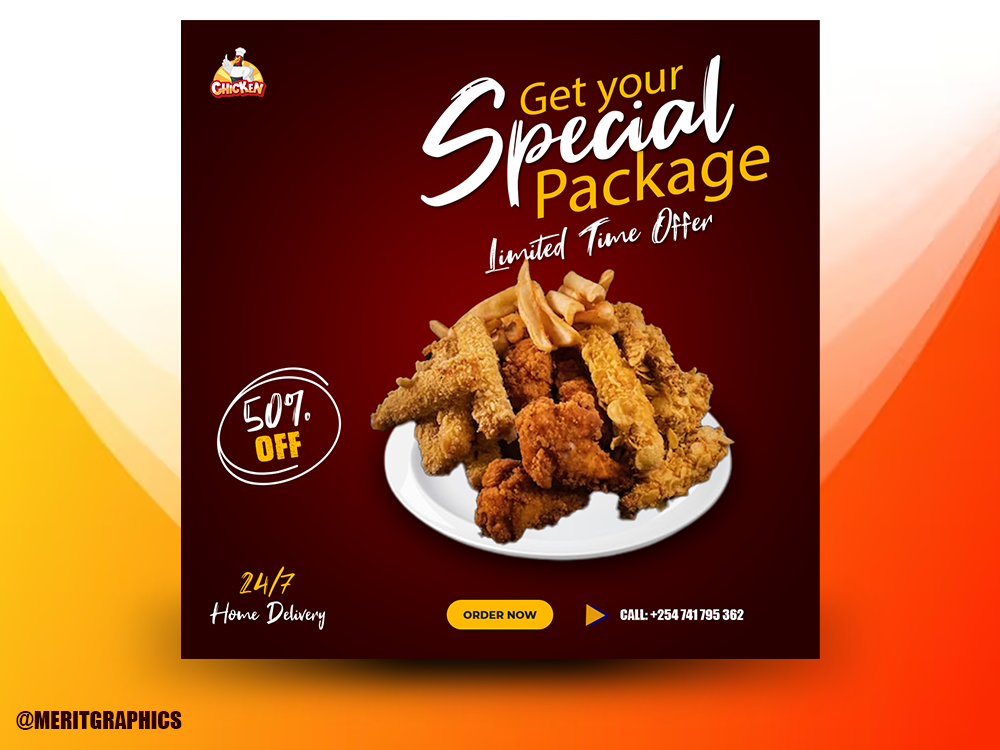 CHICKEN
Get your
Special
Package
Limited Time Offer
50%
OFF
24/7
Home Delivery
ORDER NOW
CALL: +254 741 795 362
@MERITGRAPHICS